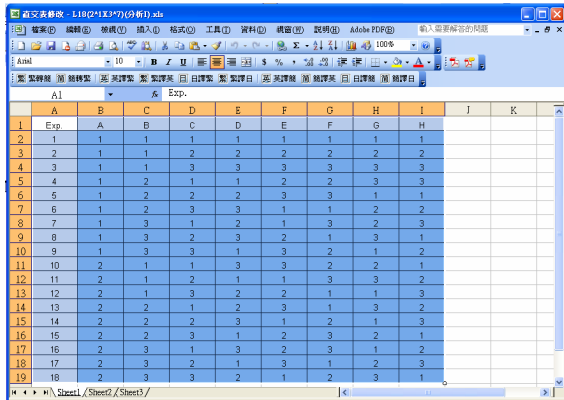 直交表修改 - L18(2^1X3^7)(分析1).xls
檔案(F) 編輯(E) 檢視(V) 插入(I) 格式(O) 工具(T) 資料(D) 視窗(W) 說明(H) Adobe PDF(B) 輸入需要解答的問題
100%
Arial 10 B I U $ % ,
繁 繁轉簡 簡 簡轉繁 英 英譯繁 繁 繁譯英 日 日譯繁 繁 繁譯日 英 英譯簡 簡 簡譯英 日 日譯簡 簡 簡譯日
A1 fx Exp.
A B C D E F G H I J K
1 Exp. A B C D E F G H
2 1 1 1 1 1 1 1 1 1
3 2 1 1 2 2 2 2 2 2
4 3 1 1 3 3 3 3 3 3
5 4 1 2 1 1 2 2 3 3
6 5 1 2 2 2 3 3 1 1
7 6 1 2 3 3 1 1 2 2
8 7 1 3 1 2 1 3 2 3
9 8 1 3 2 3 2 1 3 1
10 9 1 3 3 1 3 2 1 2
11 10 2 1 1 3 3 2 2 1
12 11 2 1 2 1 1 3 3 2
13 12 2 1 3 2 2 1 1 3
14 13 2 2 1 2 3 1 3 2
15 14 2 2 2 3 1 2 1 3
16 15 2 2 3 1 2 3 2 1
17 16 2 3 1 3 2 3 1 2
18 17 2 3 2 1 3 1 2 3
19 18 2 3 3 2 1 2 3 1
Sheet1 / Sheet2 / Sheet3 /